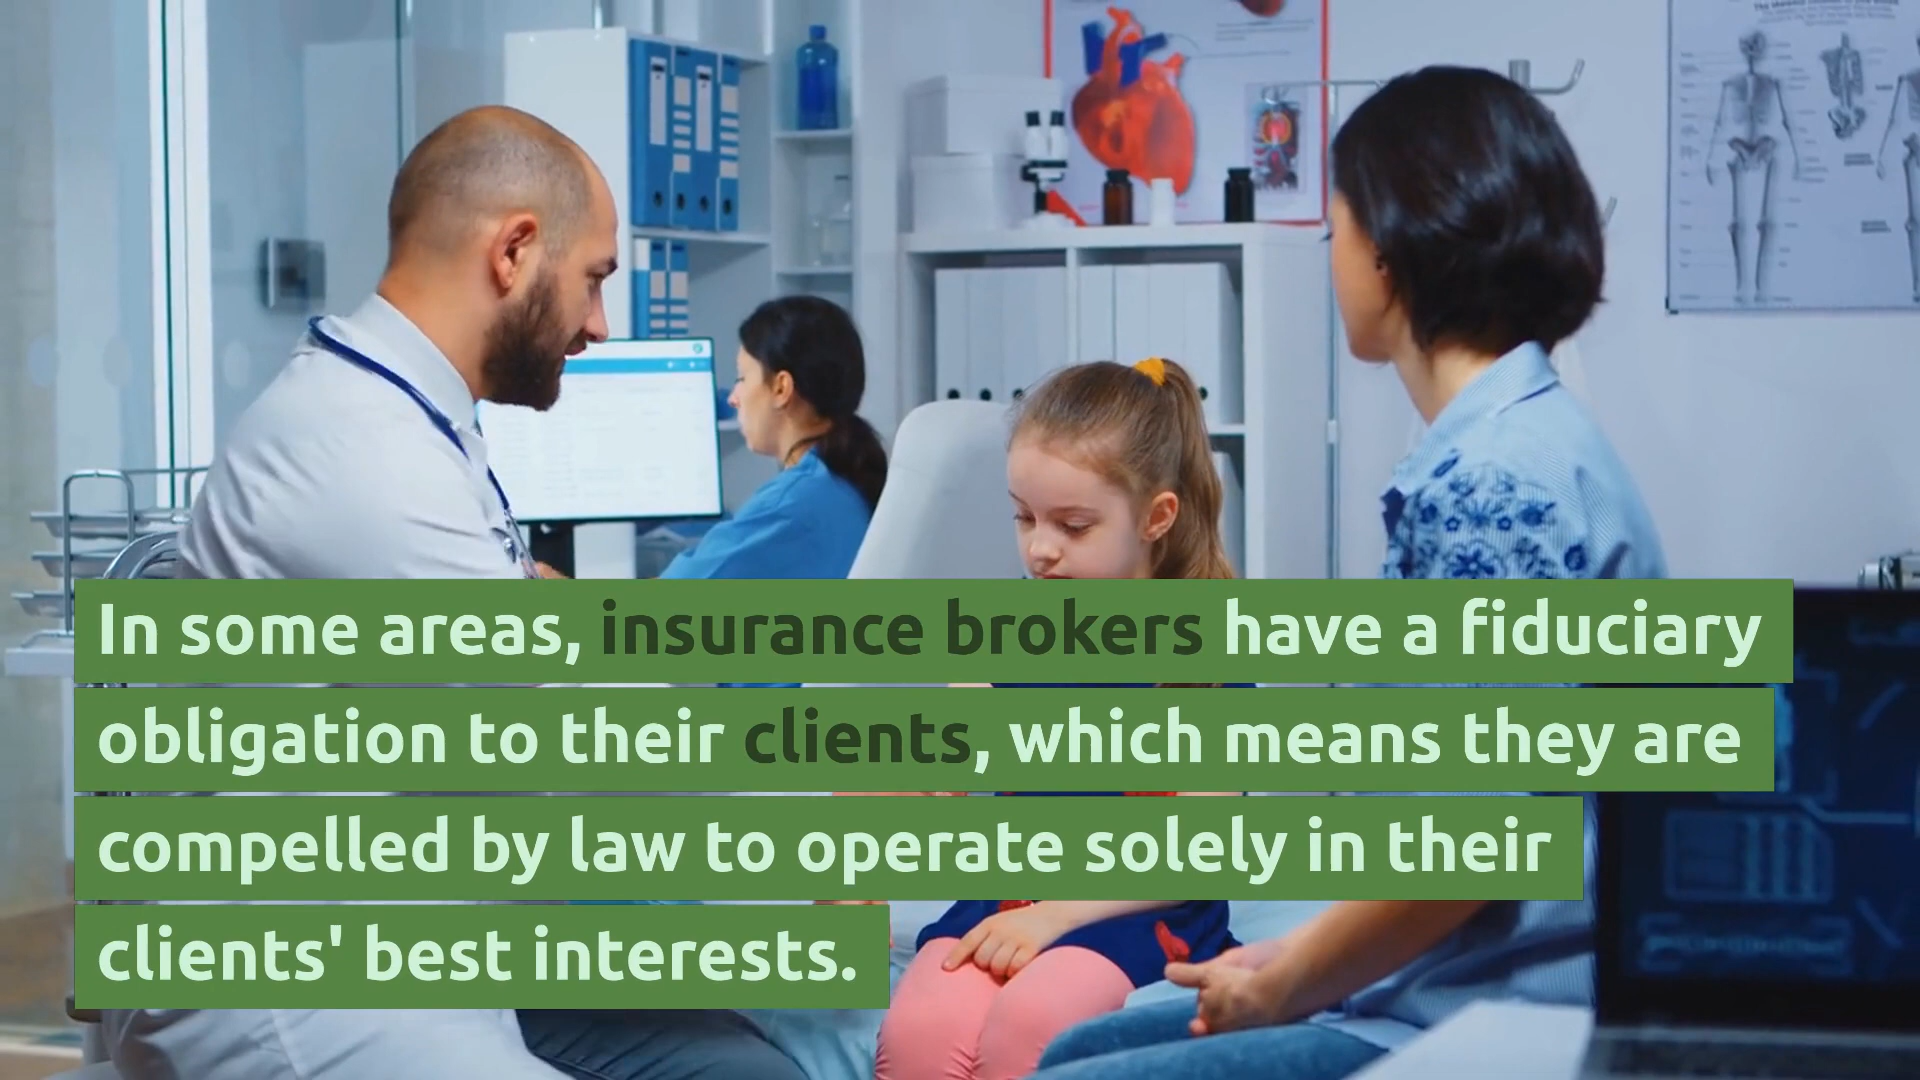 In some areas, insurance brokers have a fiduciary
obligation to their clients, which means they are
compelled by law to operate solely in their
clients' best interests.